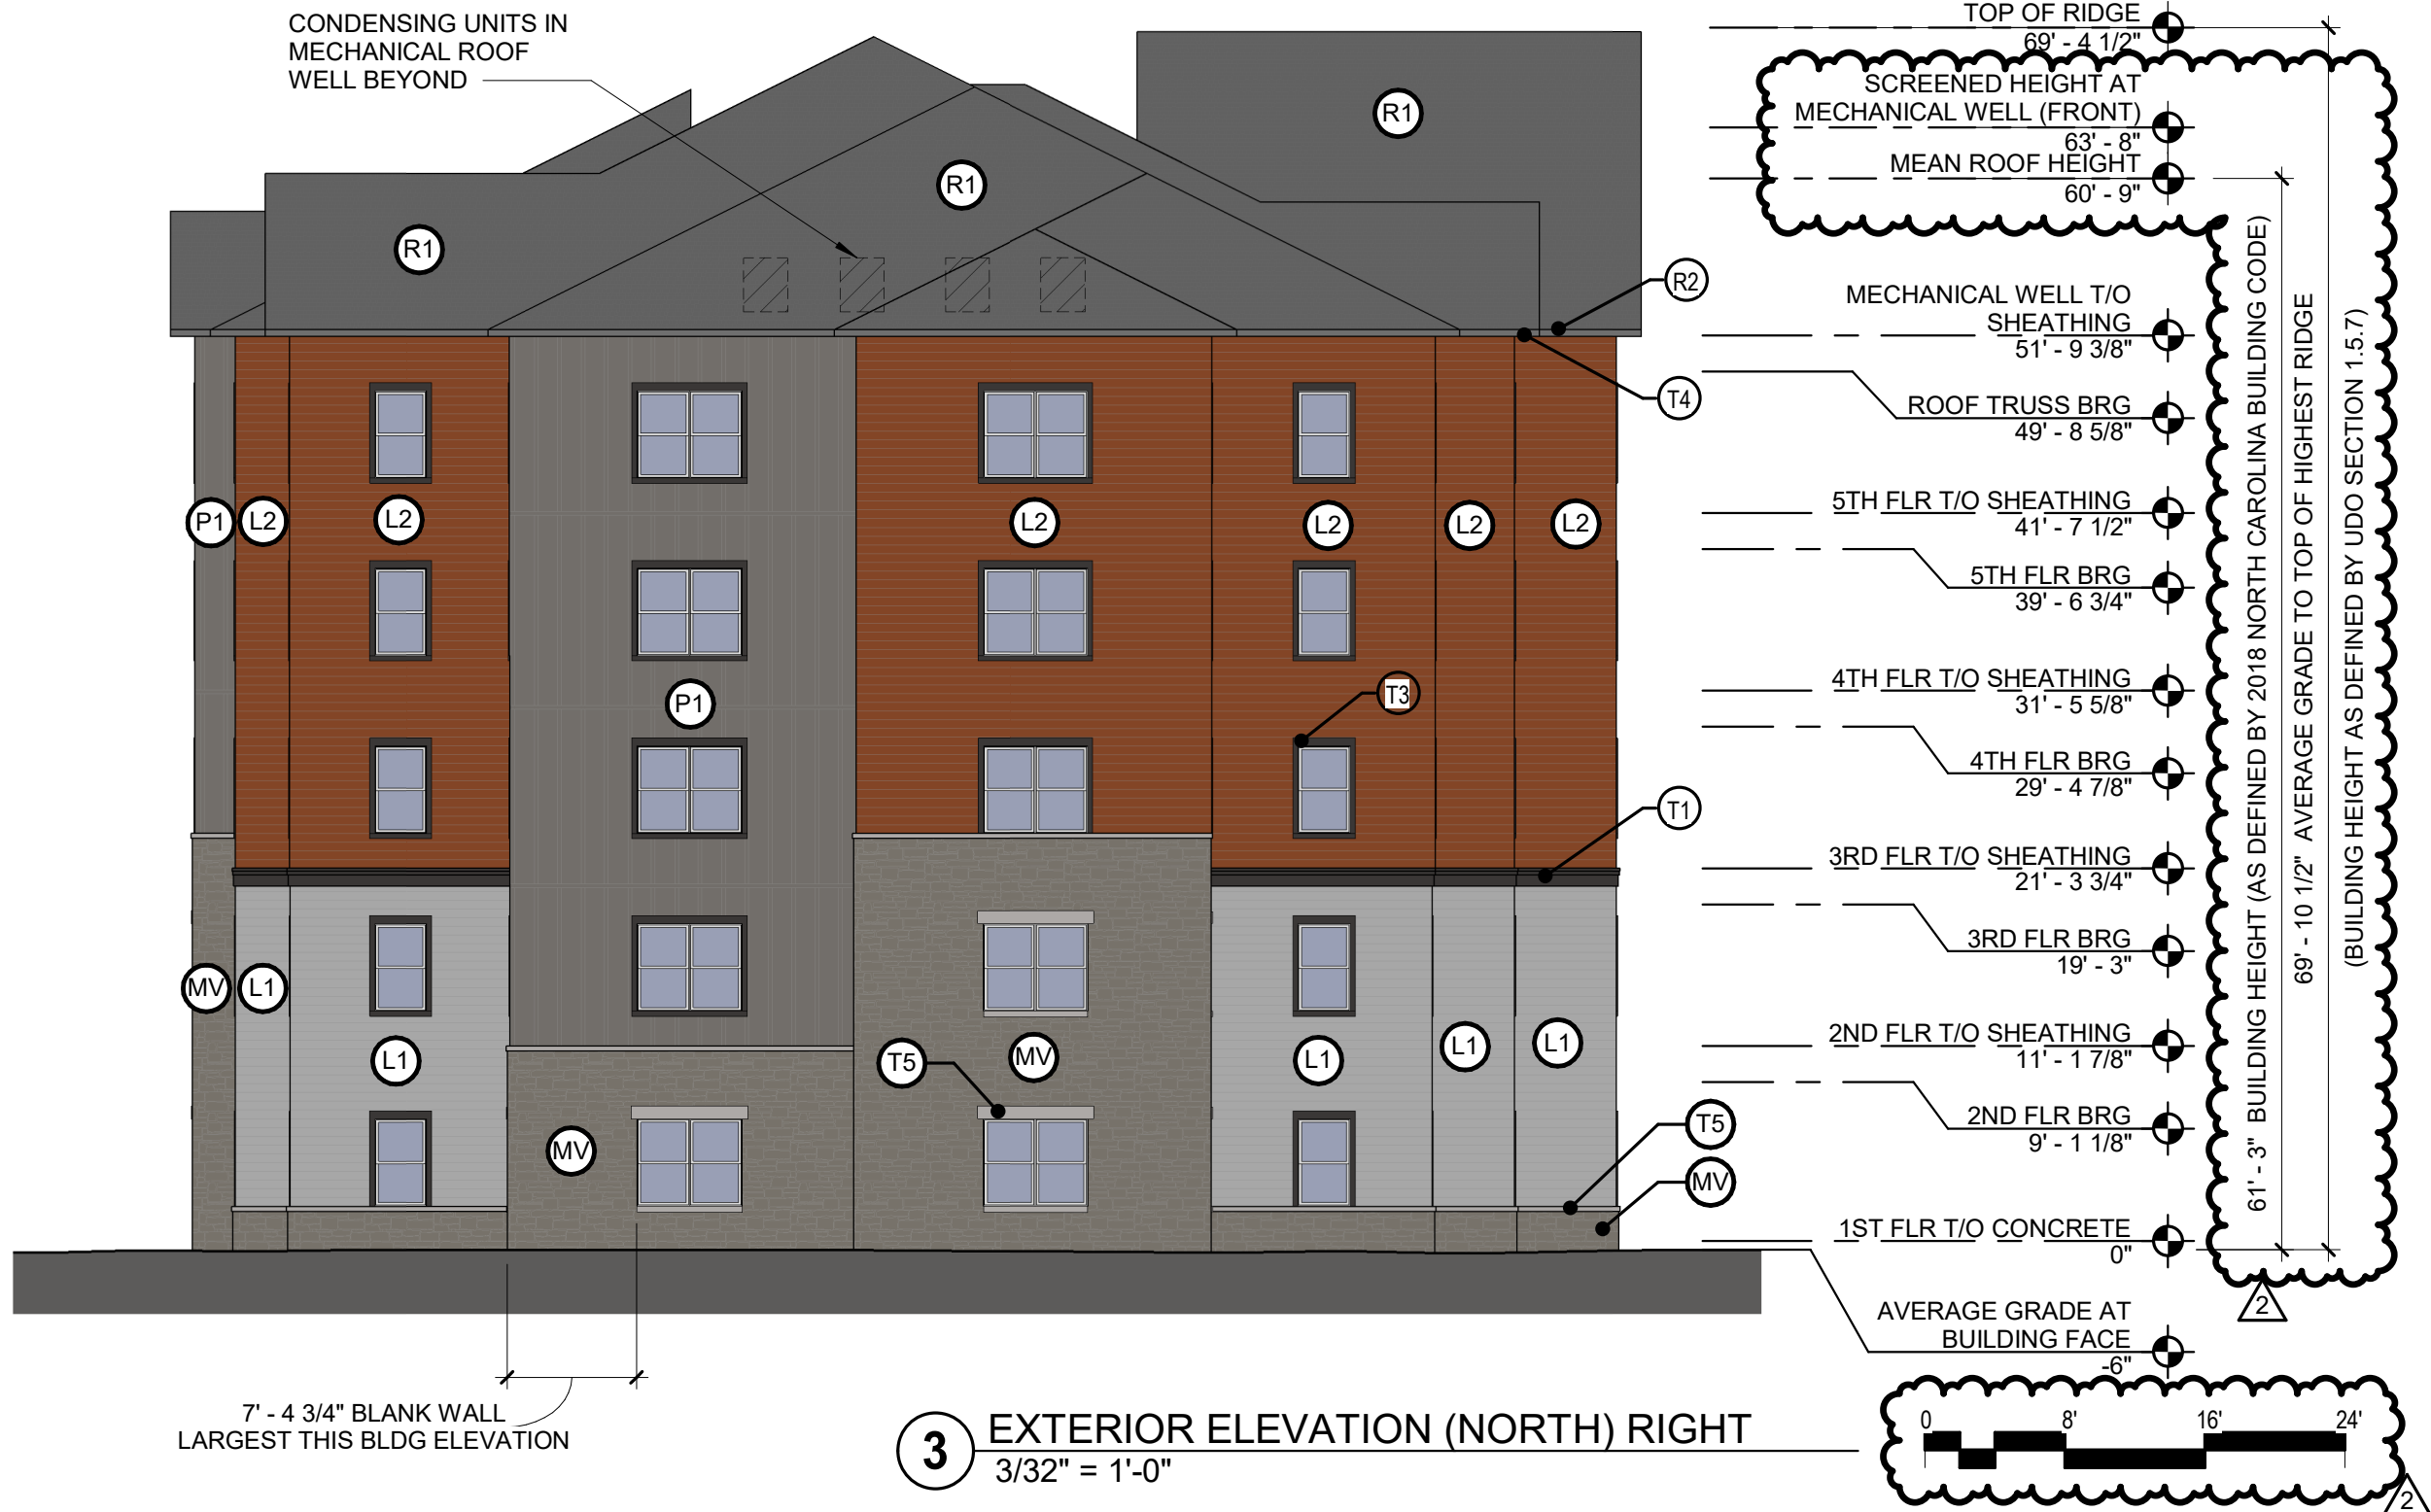 CONDENSING UNITS IN
MECHANICAL ROOF
WELL BEYOND
R1
R1
R1
R2
T4
P1
L2
L2
L2
L2
L2
L2
T3
P1
T1
MV
L1
L1
T5
MV
L1
L1
L1
MV
T5
MV
TOP OF RIDGE
69' - 4 1/2"
SCREENED HEIGHT AT
MECHANICAL WELL (FRONT)
63' - 8"
MEAN ROOF HEIGHT
60' - 9"
MECHANICAL WELL T/O
SHEATHING
51' - 9 3/8"
ROOF TRUSS BRG
49' - 8 5/8"
5TH FLR T/O SHEATHING
41' - 7 1/2"
5TH FLR BRG
39' - 6 3/4"
4TH FLR T/O SHEATHING
31' - 5 5/8"
4TH FLR BRG
29' - 4 7/8"
3RD FLR T/O SHEATHING
21' - 3 3/4"
3RD FLR BRG
19' - 3"
2ND FLR T/O SHEATHING
11' - 1 7/8"
2ND FLR BRG
9' - 1 1/8"
1ST FLR T/O CONCRETE
0"
AVERAGE GRADE AT
BUILDING FACE
-6"
61' - 3" BUILDING HEIGHT (AS DEFINED BY 2018 NORTH CAROLINA BUILDING CODE)
69' - 10 1/2" AVERAGE GRADE TO TOP OF HIGHEST RIDGE
(BUILDING HEIGHT AS DEFINED BY UDO SECTION 1.5.7)
2
7' - 4 3/4" BLANK WALL
LARGEST THIS BLDG ELEVATION
3
EXTERIOR ELEVATION (NORTH) RIGHT
3/32" = 1'-0"
0 8' 16' 24'
2